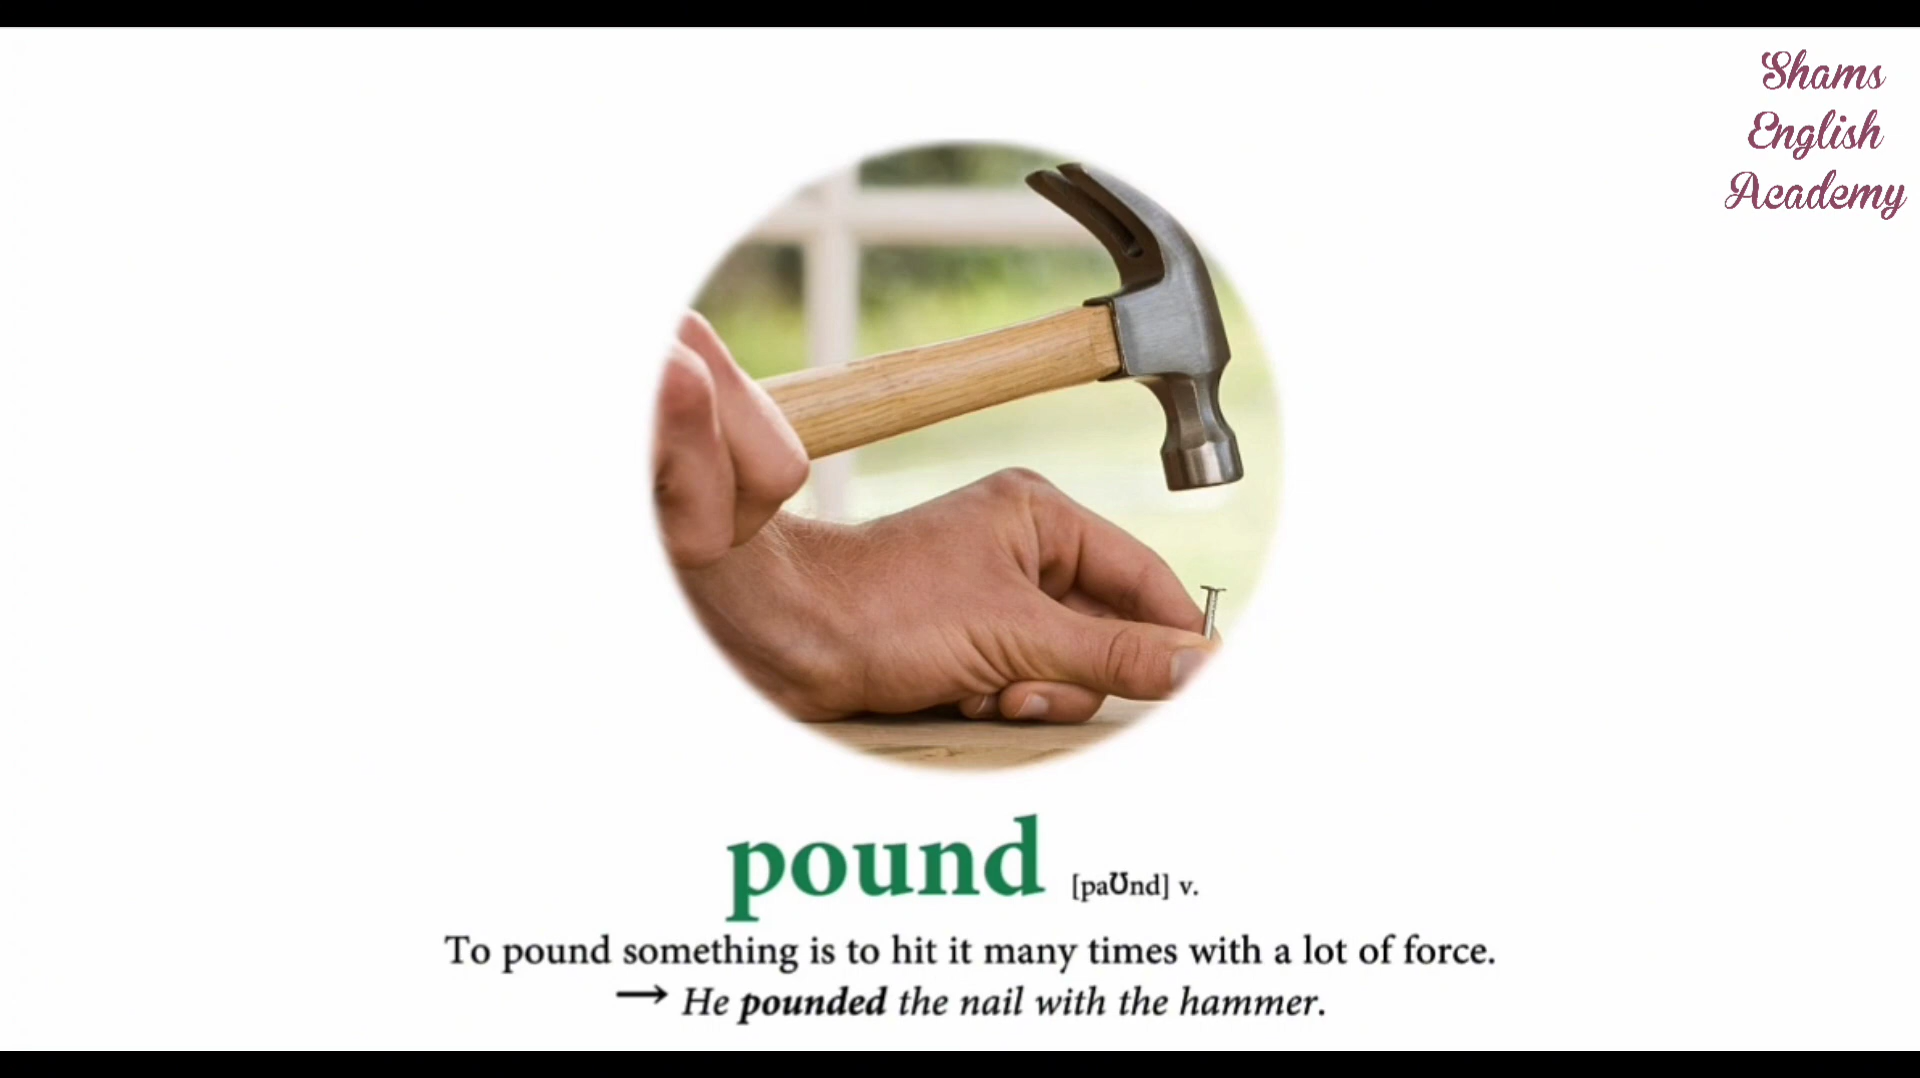 Shams
English
Academy
pound [paʊnd] v.
To pound something is to hit it many times with a lot of force.
→ He pounded the nail with the hammer.